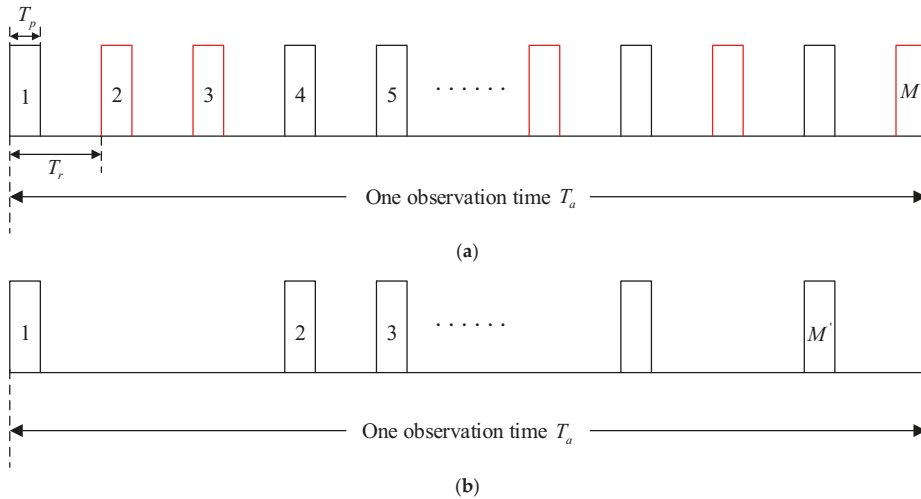 T_p
1 2 3 4 5 ······ M
T_r
One observation time T_a
(a)
1 2 3 ······ M'
One observation time T_a
(b)